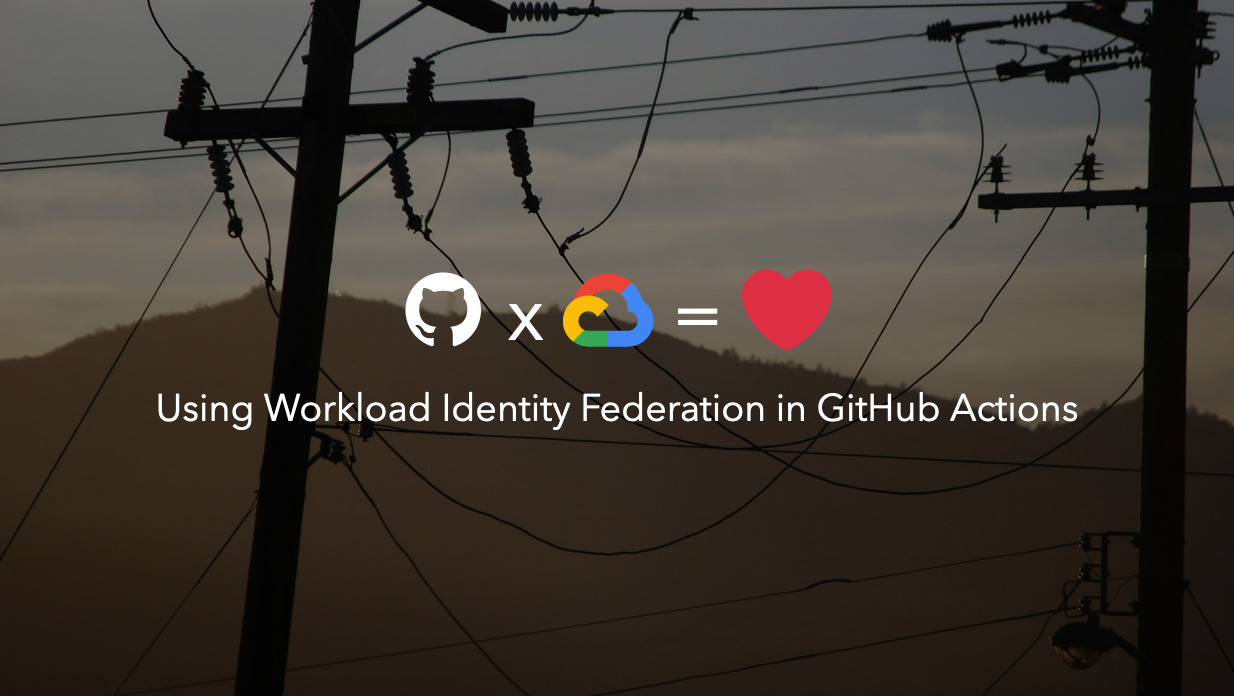 x =
Using Workload Identity Federation in GitHub Actions